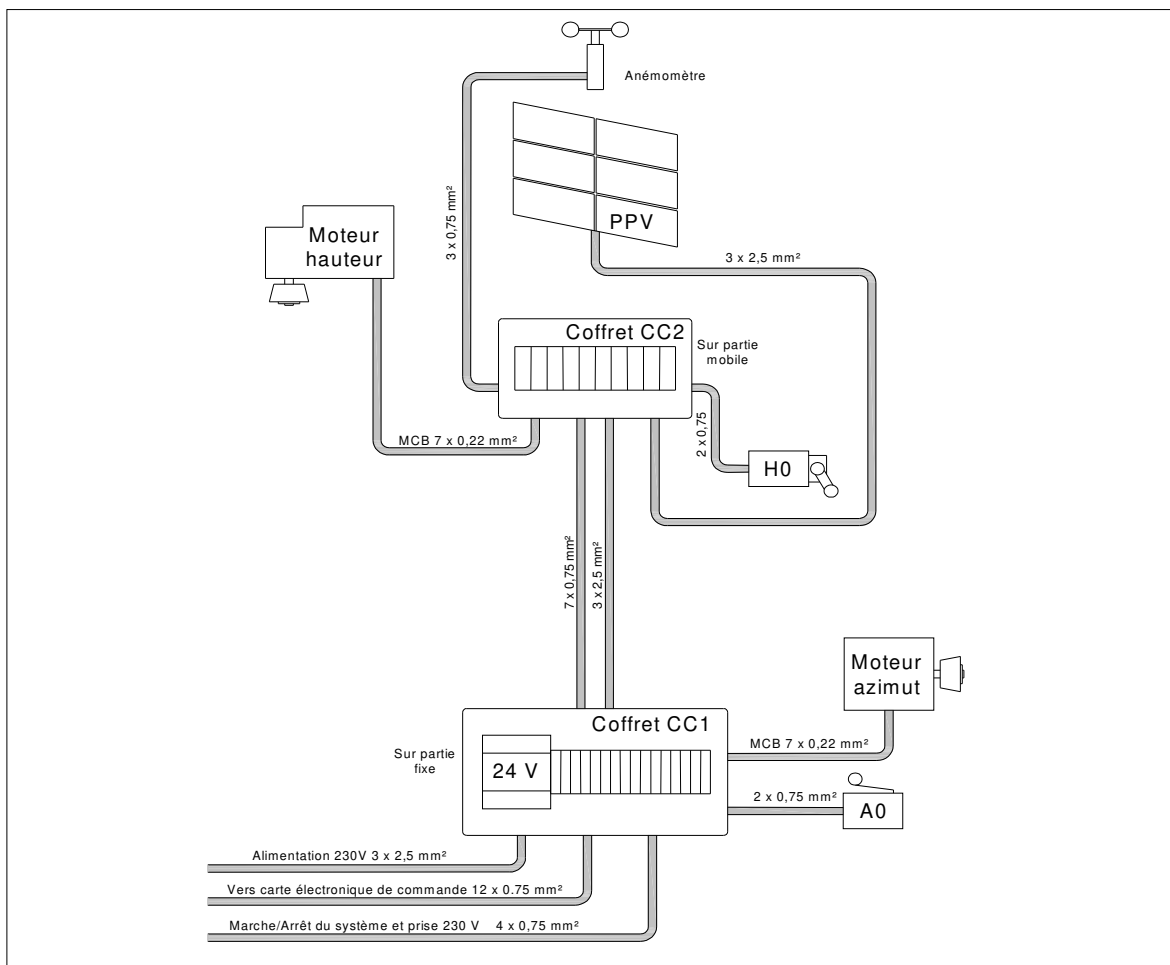 Anémomètre
3 x 0,75 mm²
PPV
Moteur
hauteur
3 x 2,5 mm²
Coffret CC2
Sur partie
mobile
MCB 7 x 0,22 mm²
2 x 0,75
H0
7 x 0,75 mm²
3 x 2,5 mm²
Moteur
azimut
Coffret CC1
Sur partie
fixe
24 V
MCB 7 x 0,22 mm²
2 x 0,75 mm²
A0
Alimentation 230V 3 x 2,5 mm²
Vers carte électronique de commande 12 x 0.75 mm²
Marche/Arrêt du système et prise 230 V 4 x 0,75 mm²